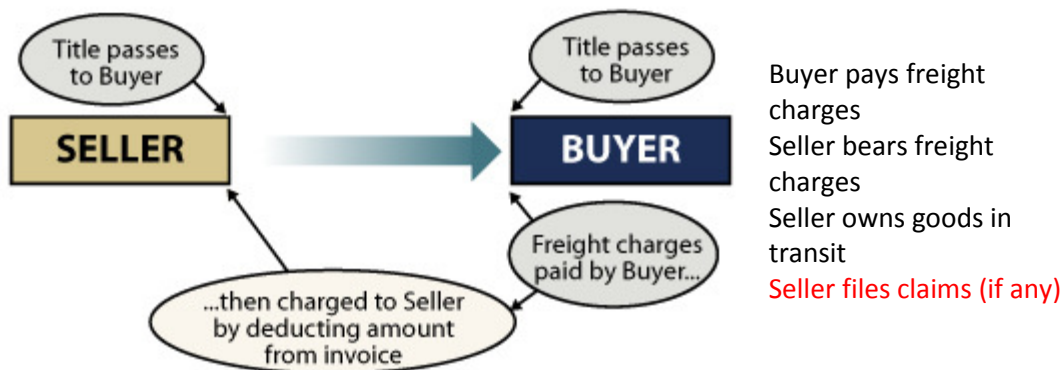 Title passes
to Buyer
Title passes
to Buyer
SELLER
BUYER
Freight charges
paid by Buyer...
...then charged to Seller
by deducting amount
from invoice
Buyer pays freight
charges
Seller bears freight
charges
Seller owns goods in
transit
Seller files claims (if any)